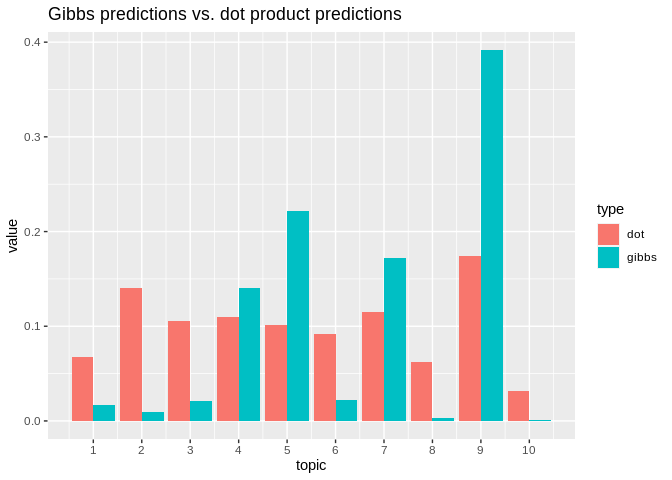 Gibbs predictions vs. dot product predictions
0.4
0.3
0.2
0.1
0.0
value
1 2 3 4 5 6 7 8 9 10
topic
type
dot
gibbs